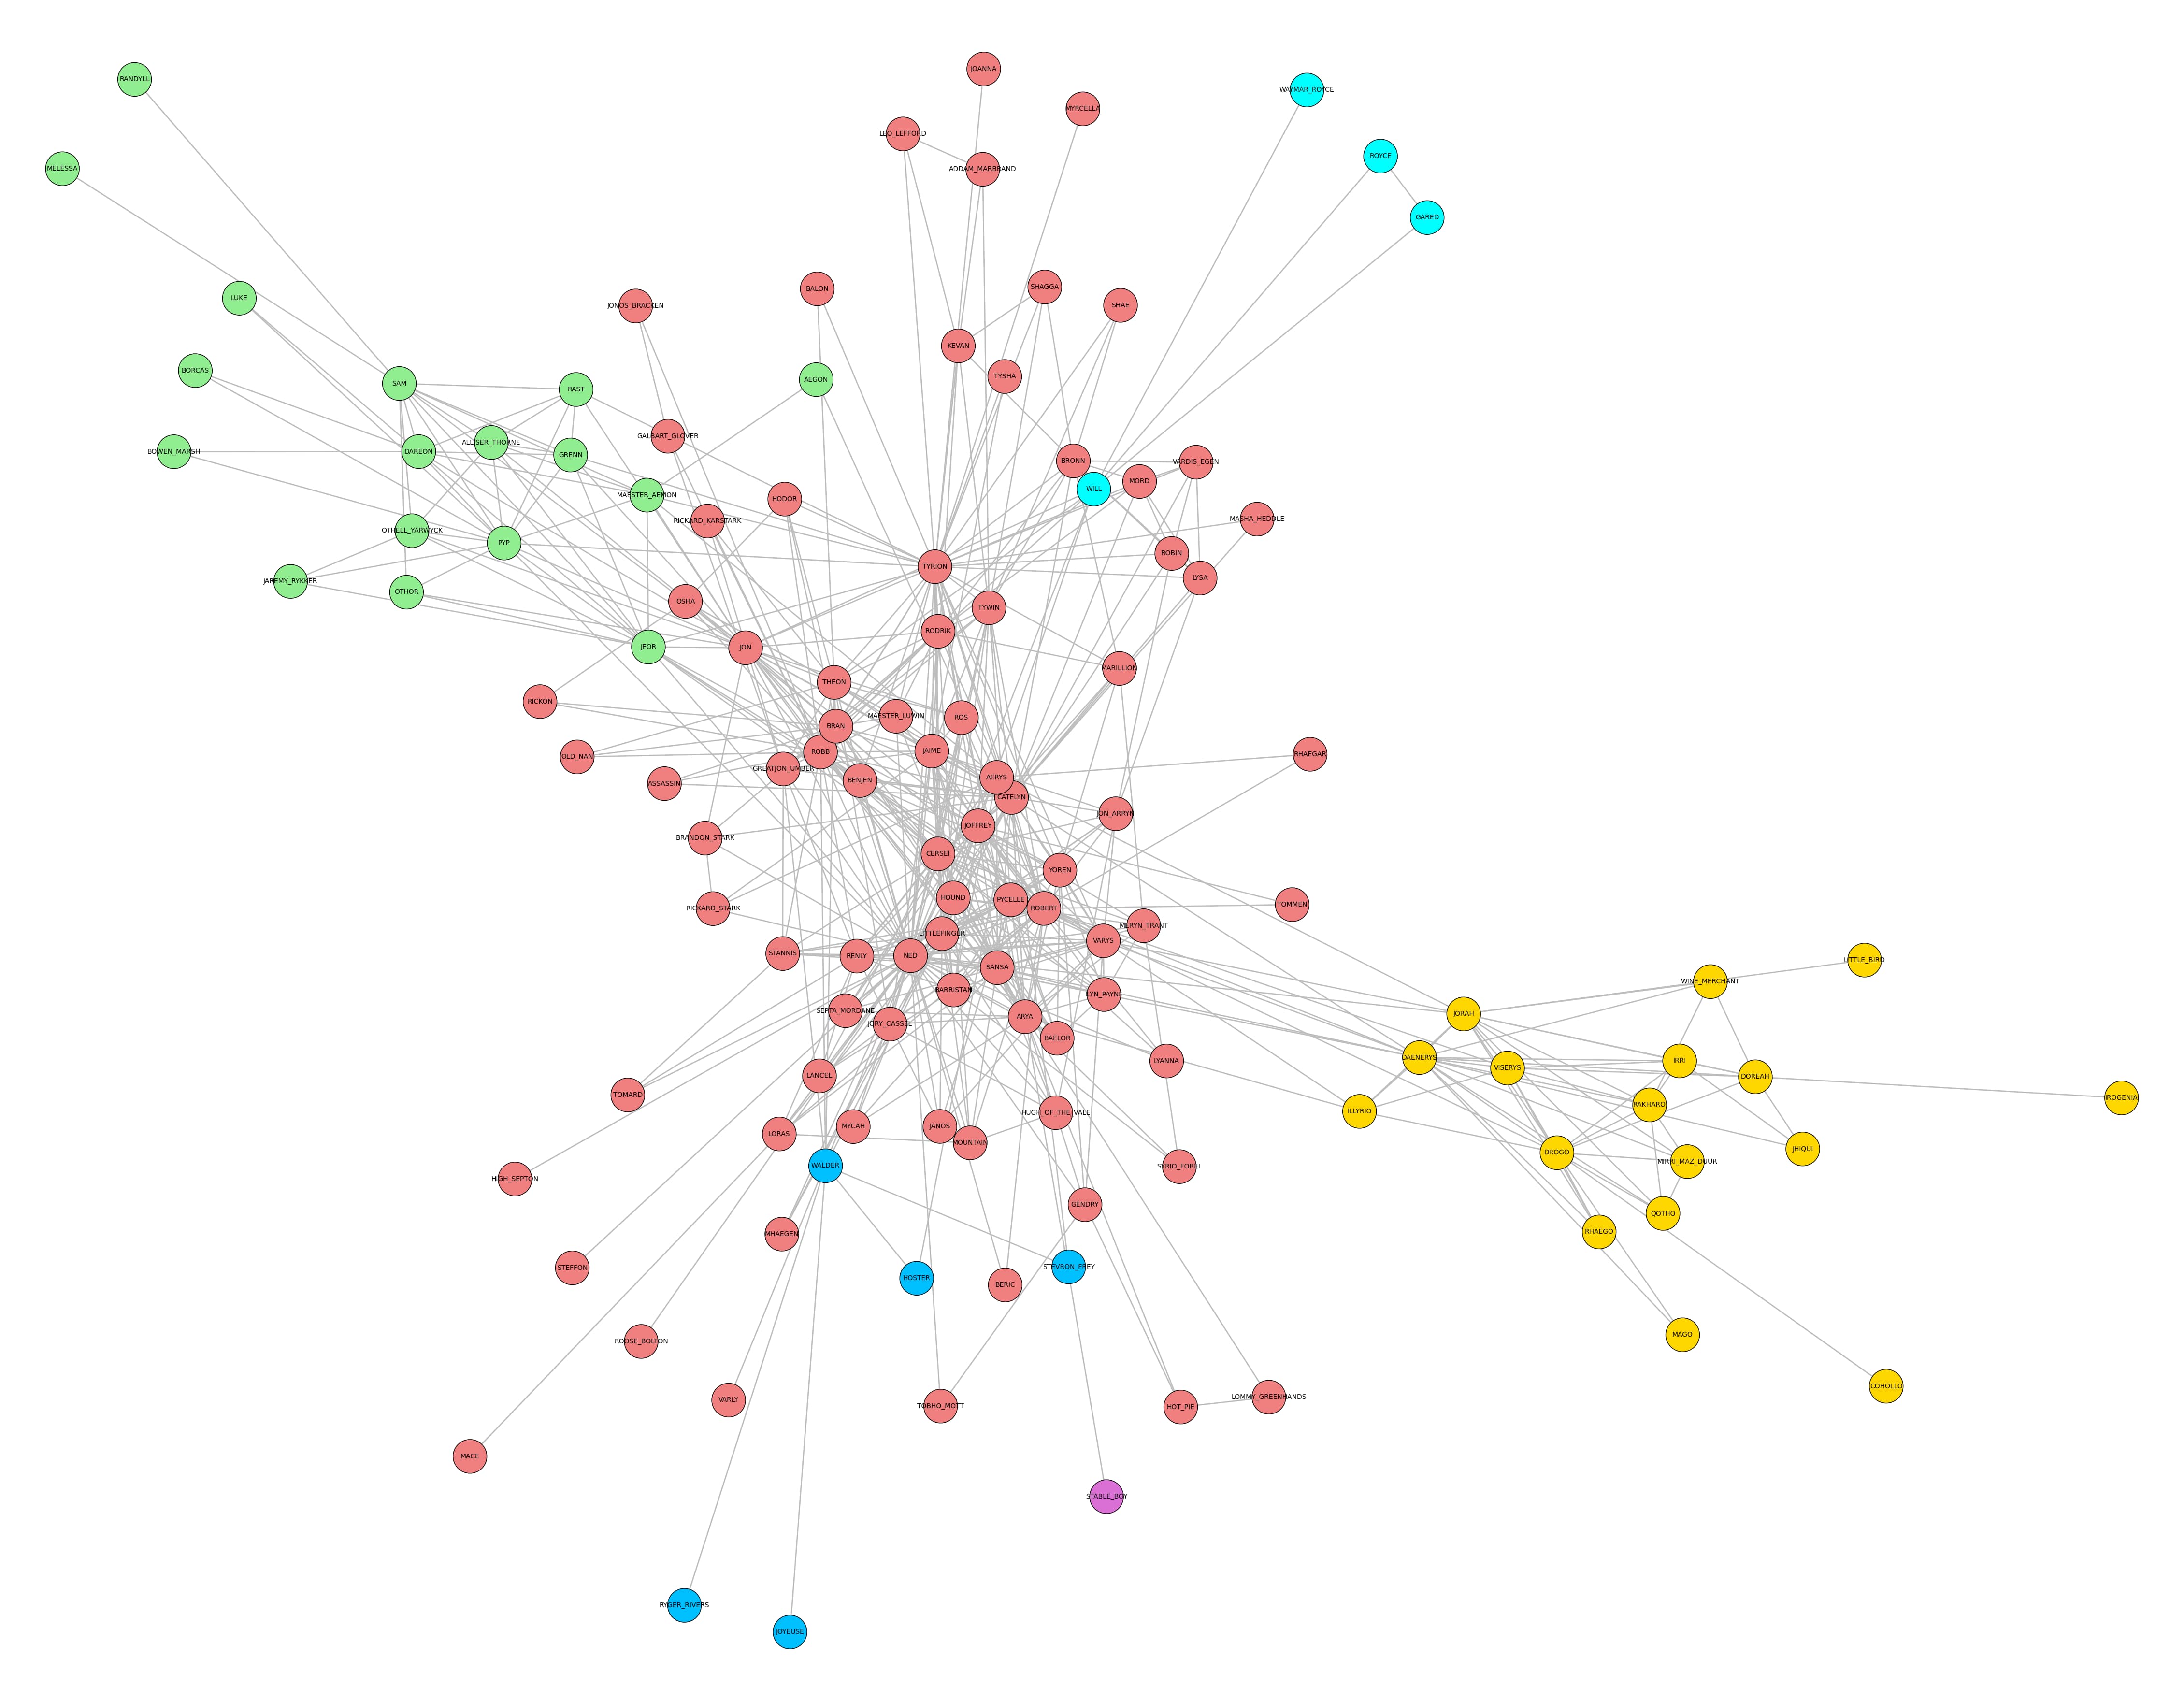 JOANNA
RANDYLL
WAYMAR_ROYCE
MYRCELLA
LEO_LEFFORD
ROYCE
MELESSA
ADDAM_MARBRAND
GARED
SHAGGA
BALON
LUKE
JONOS_BRACKEN
SHAE
KEVAN
BORCAS
TYSHA
AEGON
SAM
RAST
GALBART_GLOVER
ALLISER_THORNE
BOWEN_MARSH
DAREON
GRENN
BRONN
VARDIS_EGEN
MORD
WILL
MAESTER_AEMON
HODOR
MASHA_HEDDLE
RICKARD_KARSTARK
OTHELL_YARWYCK
PYP
ROBIN
TYRION
LYSA
JAREMY_RYKKER
OTHOR
OSHA
TYWIN
RODRIK
JEOR
JON
MARILLION
THEON
RICKON
MAESTER_LUWIN
ROS
BRAN
ROBB
JAIME
RHAEGAR
OLD_NAN
GREATJON_UMBER
AERYS
BENJEN
ASSASSIN
CATELYN
JON_ARRYN
JOFFREY
BRANDON_STARK
CERSEI
YOREN
HOUND
PYCELLE
TOMMEN
RICKARD_STARK
ROBERT
MERYN_TRANT
LITTLEFINGER
VARYS
STANNIS
RENLY
NED
LITTLE_BIRD
SANSA
WINE_MERCHANT
BARRISTAN
ILYN_PAYNE
SEPTA_MORDANE
JORAH
ARYA
JORY_CASSEL
BAELOR
DAENERYS
LYANNA
IRRI
VISERYS
LANCEL
DOREAH
TOMARD
IROGENIA
RAKHARO
ILLYRIO
HUGH_OF_THE_VALE
MYCAH
JANOS
LORAS
MOUNTAIN
JHIQUI
DROGO
MIRRI_MAZ_DUUR
WALDER
SYRIO_FOREL
HIGH_SEPTON
GENDRY
QOTHO
RHAEGO
MHAEGEN
STEFFON
STEVRON_FREY
HOSTER
BERIC
MAGO
ROOSE_BOLTON
COHOLLO
LOMMY_GREENHANDS
VARLY
TOBHO_MOTT
HOT_PIE
MACE
STABLE_BOY
RYGER_RIVERS
JOYEUSE